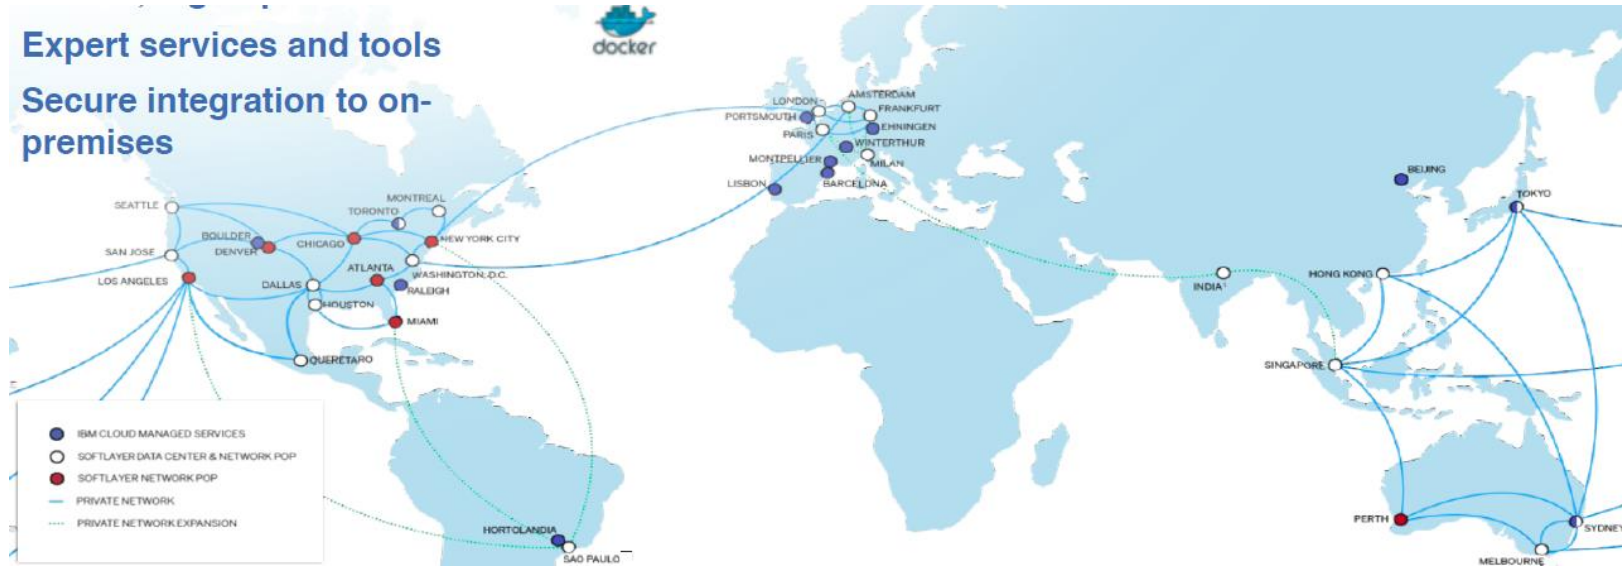 Expert services and tools
Secure integration to on-
premises
docker
LONDON
AMSTERDAM
PORTSMOUTH
FRANKFURT
PARIS
EHNINGEN
WINTERTHUR
MONTPELLIER
MILAN
LISBON
BARCELONA
BEIJING
TOKYO
SEATTLE
MONTREAL
TORONTO
BOULDER
DENVER
CHICAGO
NEW YORK CITY
SAN JOSE
LOS ANGELES
DALLAS
ATLANTA
WASHINGTON, D.C.
RALEIGH
HOUSTON
MIAMI
QUERETARO
INDIA
HONG KONG
SINGAPORE
IBM CLOUD MANAGED SERVICES
SOFTLAYER DATA CENTER & NETWORK POP
SOFTLAYER NETWORK POP
PRIVATE NETWORK
PRIVATE NETWORK EXPANSION
HORTOLANDIA
SAO PAULO
PERTH
SYDNEY
MELBOURNE